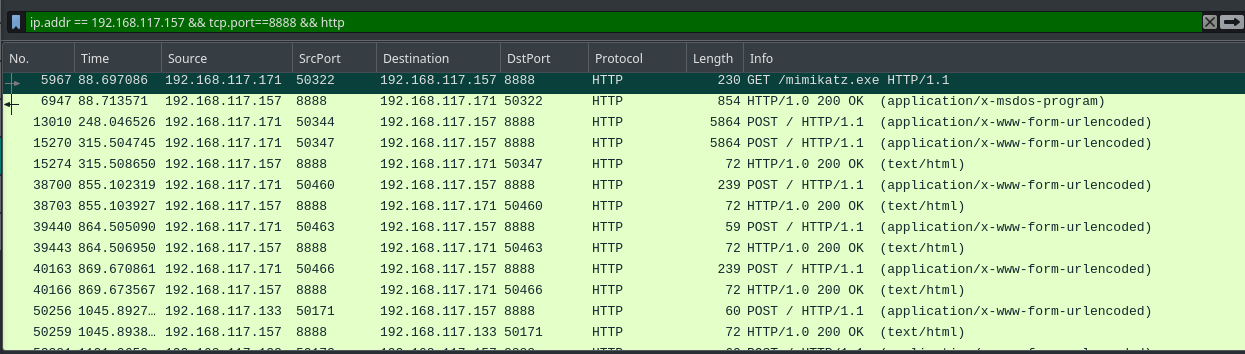 ip.addr == 192.168.117.157 && tcp.port==8888 && http
No. Time Source SrcPort Destination DstPort Protocol Length Info
5967 88.697086 192.168.117.171 50322 192.168.117.157 8888 HTTP 230 GET /mimikatz.exe HTTP/1.1
6947 88.713571 192.168.117.157 8888 192.168.117.171 50322 HTTP 854 HTTP/1.0 200 OK (application/x-msdos-program)
13010 248.046526 192.168.117.171 50344 192.168.117.157 8888 HTTP 5864 POST / HTTP/1.1 (application/x-www-form-urlencoded)
15270 315.504745 192.168.117.171 50347 192.168.117.157 8888 HTTP 5864 POST / HTTP/1.1 (application/x-www-form-urlencoded)
15274 315.508650 192.168.117.157 8888 192.168.117.171 50347 HTTP 72 HTTP/1.0 200 OK (text/html)
38700 855.102319 192.168.117.171 50460 192.168.117.157 8888 HTTP 239 POST / HTTP/1.1 (application/x-www-form-urlencoded)
38703 855.103927 192.168.117.157 8888 192.168.117.171 50460 HTTP 72 HTTP/1.0 200 OK (text/html)
39440 864.505090 192.168.117.171 50463 192.168.117.157 8888 HTTP 59 POST / HTTP/1.1 (application/x-www-form-urlencoded)
39443 864.506950 192.168.117.157 8888 192.168.117.171 50463 HTTP 72 HTTP/1.0 200 OK (text/html)
40163 869.670861 192.168.117.171 50466 192.168.117.157 8888 HTTP 239 POST / HTTP/1.1 (application/x-www-form-urlencoded)
40166 869.673567 192.168.117.157 8888 192.168.117.171 50466 HTTP 72 HTTP/1.0 200 OK (text/html)
50256 1045.8927… 192.168.117.133 50171 192.168.117.157 8888 HTTP 60 POST / HTTP/1.1 (application/x-www-form-urlencoded)
50259 1045.8938… 192.168.117.157 8888 192.168.117.133 50171 HTTP 72 HTTP/1.0 200 OK (text/html)